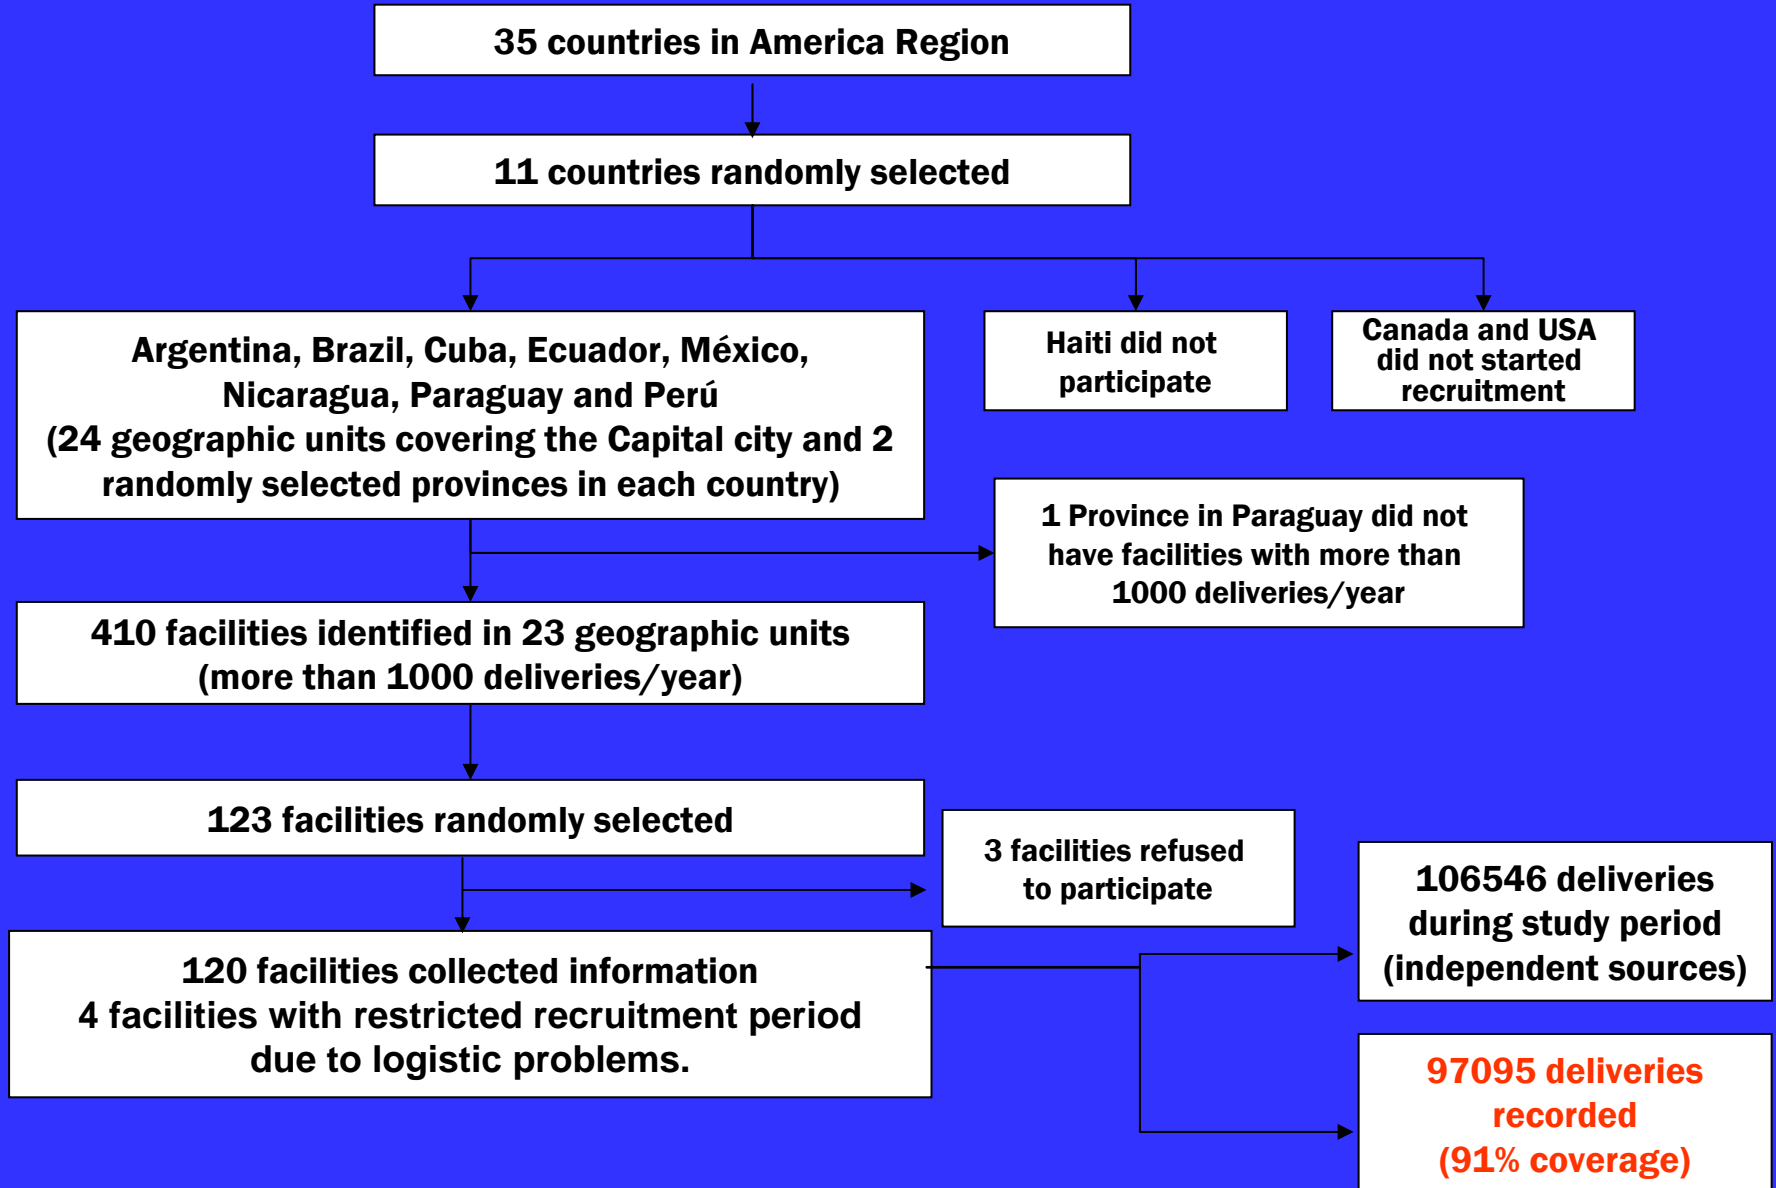 35 countries in America Region
11 countries randomly selected
Argentina, Brazil, Cuba, Ecuador, México,
Nicaragua, Paraguay and Perú
(24 geographic units covering the Capital city and 2
randomly selected provinces in each country)
Haiti did not
participate
Canada and USA
did not started
recruitment
1 Province in Paraguay did not
have facilities with more than
1000 deliveries/year
410 facilities identified in 23 geographic units
(more than 1000 deliveries/year)
123 facilities randomly selected
3 facilities refused
to participate
120 facilities collected information
4 facilities with restricted recruitment period
due to logistic problems.
106546 deliveries
during study period
(independent sources)
97095 deliveries
recorded
(91% coverage)